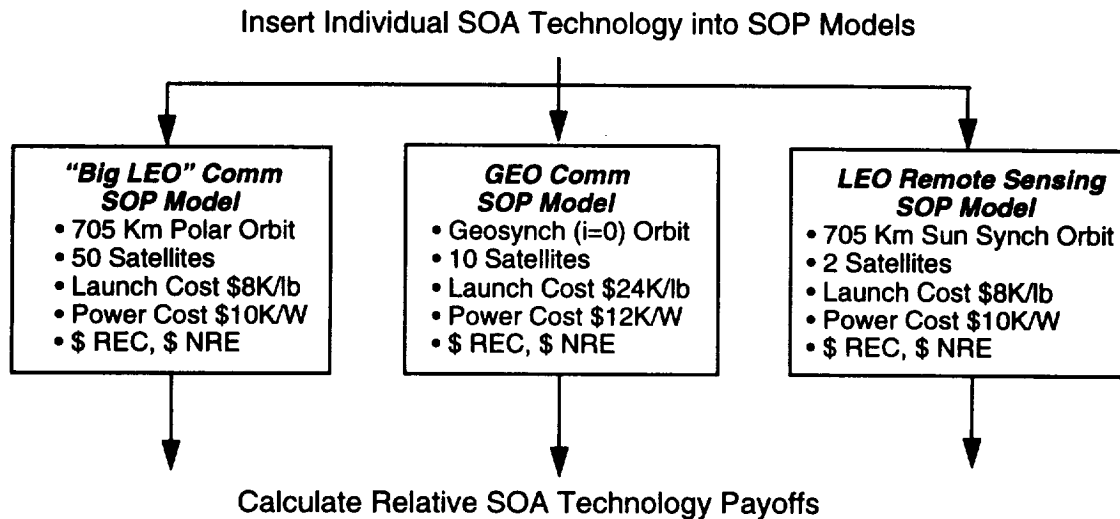 Insert Individual SOA Technology into SOP Models
"Big LEO" Comm
SOP Model
• 705 Km Polar Orbit
• 50 Satellites
• Launch Cost $8K/lb
• Power Cost $10K/W
• $ REC, $ NRE
GEO Comm
SOP Model
• Geosynch (i=0) Orbit
• 10 Satellites
• Launch Cost $24K/lb
• Power Cost $12K/W
• $ REC, $ NRE
LEO Remote Sensing
SOP Model
• 705 Km Sun Synch Orbit
• 2 Satellites
• Launch Cost $8K/lb
• Power Cost $10K/W
• $ REC, $ NRE
Calculate Relative SOA Technology Payoffs